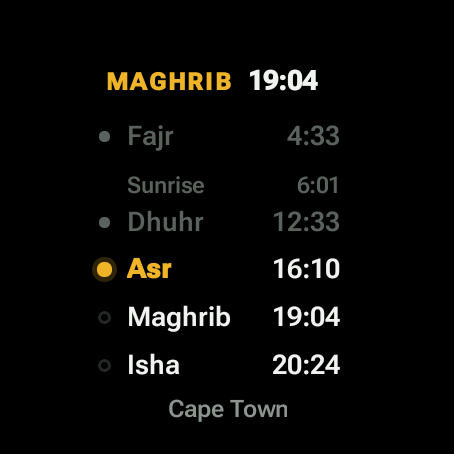 MAGHRIB 19:04
Fajr 4:33
Sunrise 6:01
Dhuhr 12:33
Asr 16:10
Maghrib 19:04
Isha 20:24
Cape Town